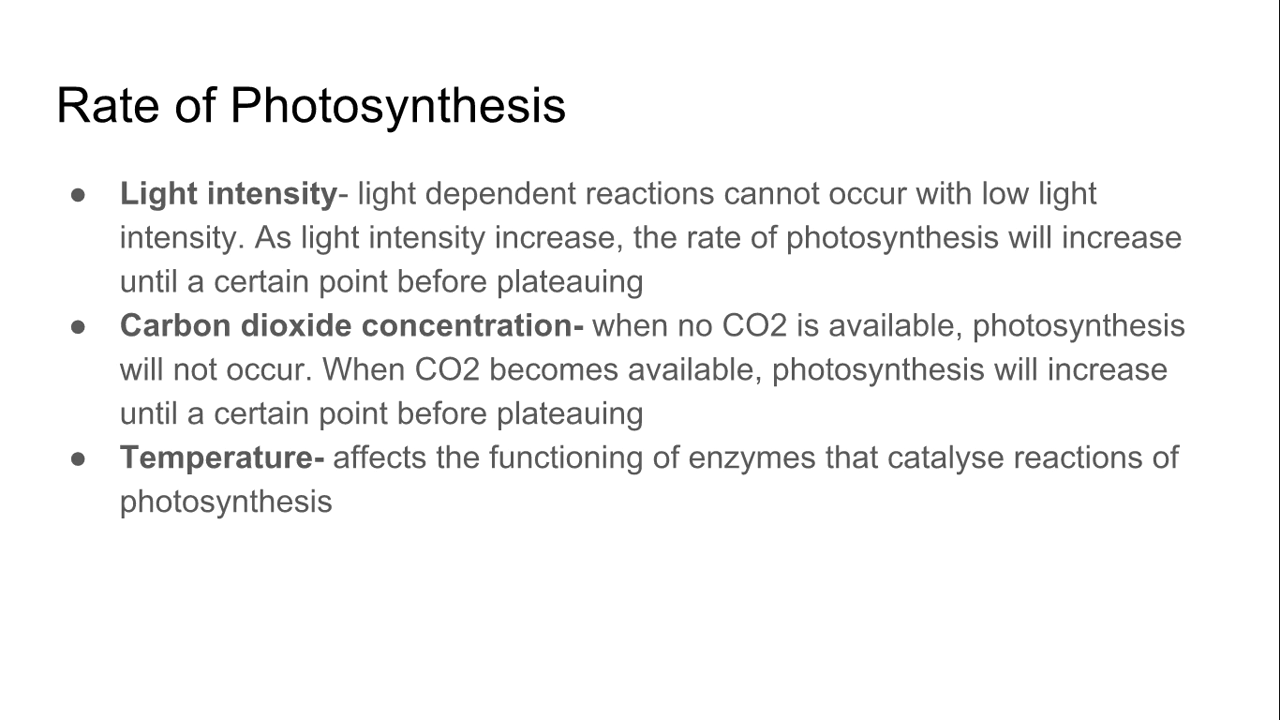 Rate of Photosynthesis
● Light intensity- light dependent reactions cannot occur with low light
intensity. As light intensity increase, the rate of photosynthesis will increase
until a certain point before plateauing
● Carbon dioxide concentration- when no CO2 is available, photosynthesis
will not occur. When CO2 becomes available, photosynthesis will increase
until a certain point before plateauing
● Temperature- affects the functioning of enzymes that catalyse reactions of
photosynthesis